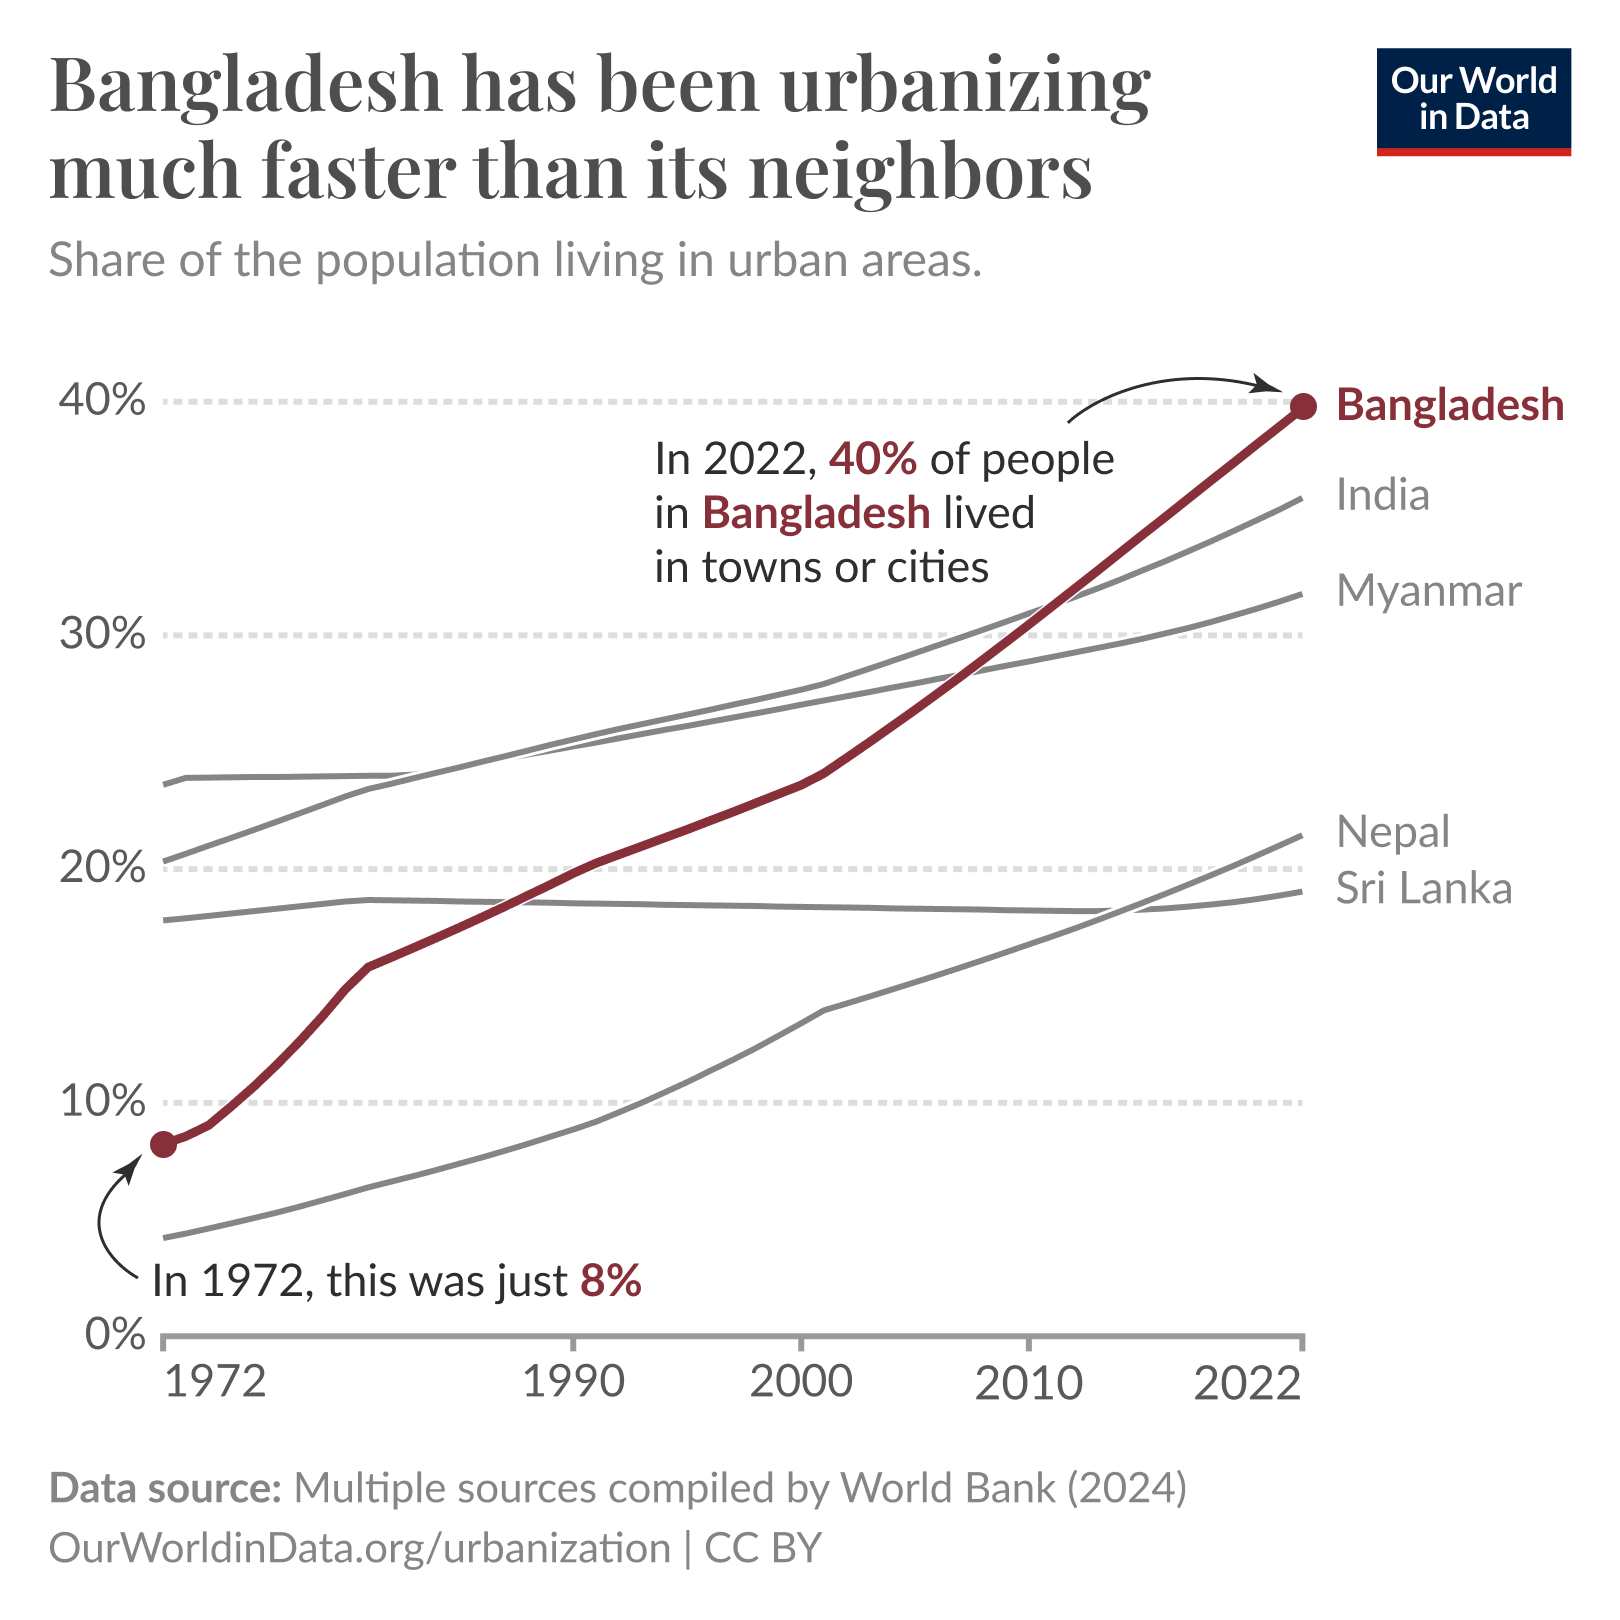 Bangladesh has been urbanizing
much faster than its neighbors
Our World
in Data
Share of the population living in urban areas.
40%
30%
20%
10%
0%
In 2022, 40% of people
in Bangladesh lived
in towns or cities
Bangladesh
India
Myanmar
Nepal
Sri Lanka
In 1972, this was just 8%
1972
1990
2000
2010
2022
Data source: Multiple sources compiled by World Bank (2024)
OurWorldinData.org/urbanization | CC BY